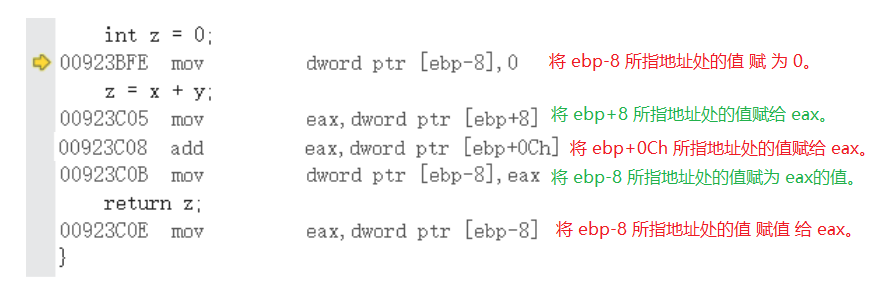 int z = 0;
00923BFE mov dword ptr [ebp-8],0 将 ebp-8 所指地址处的值 赋 为 0。
z = x + y;
00923C05 mov eax,dword ptr [ebp+8] 将 ebp+8 所指地址处的值赋给 eax。
00923C08 add eax,dword ptr [ebp+0Ch] 将 ebp+0Ch 所指地址处的值赋给 eax。
00923C0B mov dword ptr [ebp-8],eax 将 ebp-8 所指地址处的值赋为 eax的值。
return z;
00923C0E mov eax,dword ptr [ebp-8] 将 ebp-8 所指地址处的值 赋值 给 eax。
}